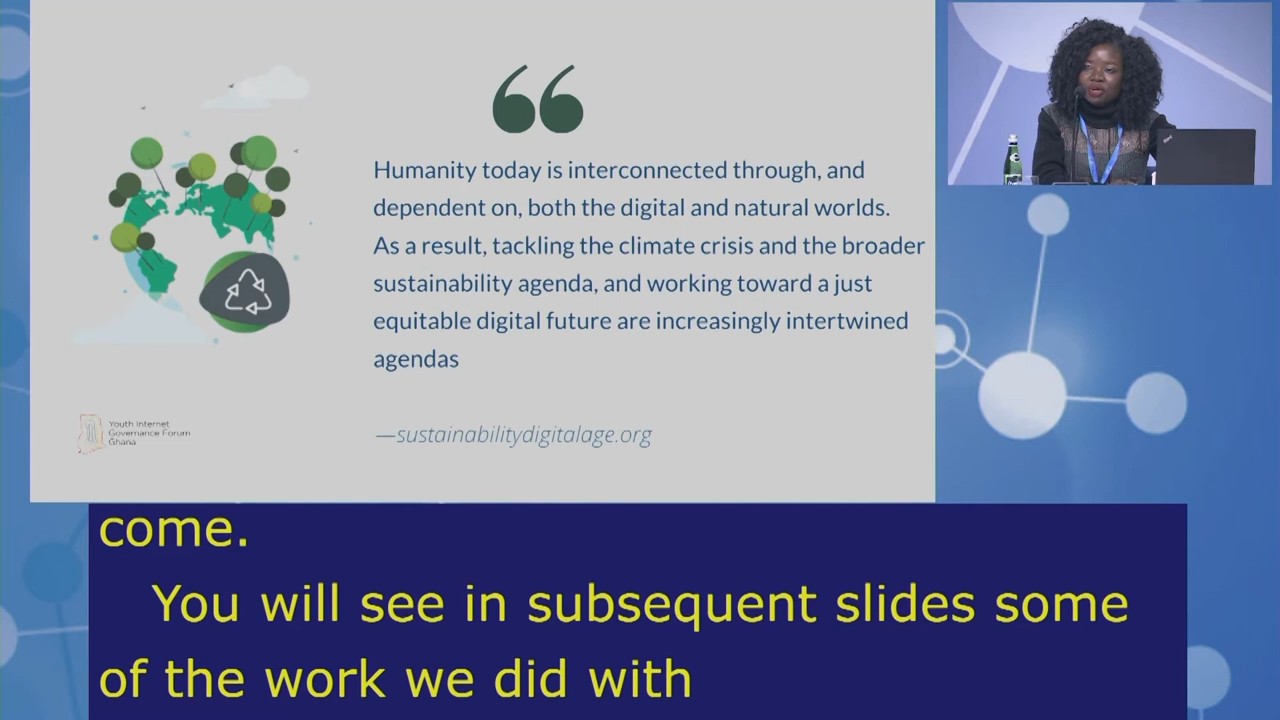 Humanity today is interconnected through, and
dependent on, both the digital and natural worlds.
As a result, tackling the climate crisis and the broader
sustainability agenda, and working toward a just
equitable digital future are increasingly intertwined
agendas
—sustainabilitydigitalage.org
Youth Internet
Governance Forum
Ghana
come.
You will see in subsequent slides some
of the work we did with